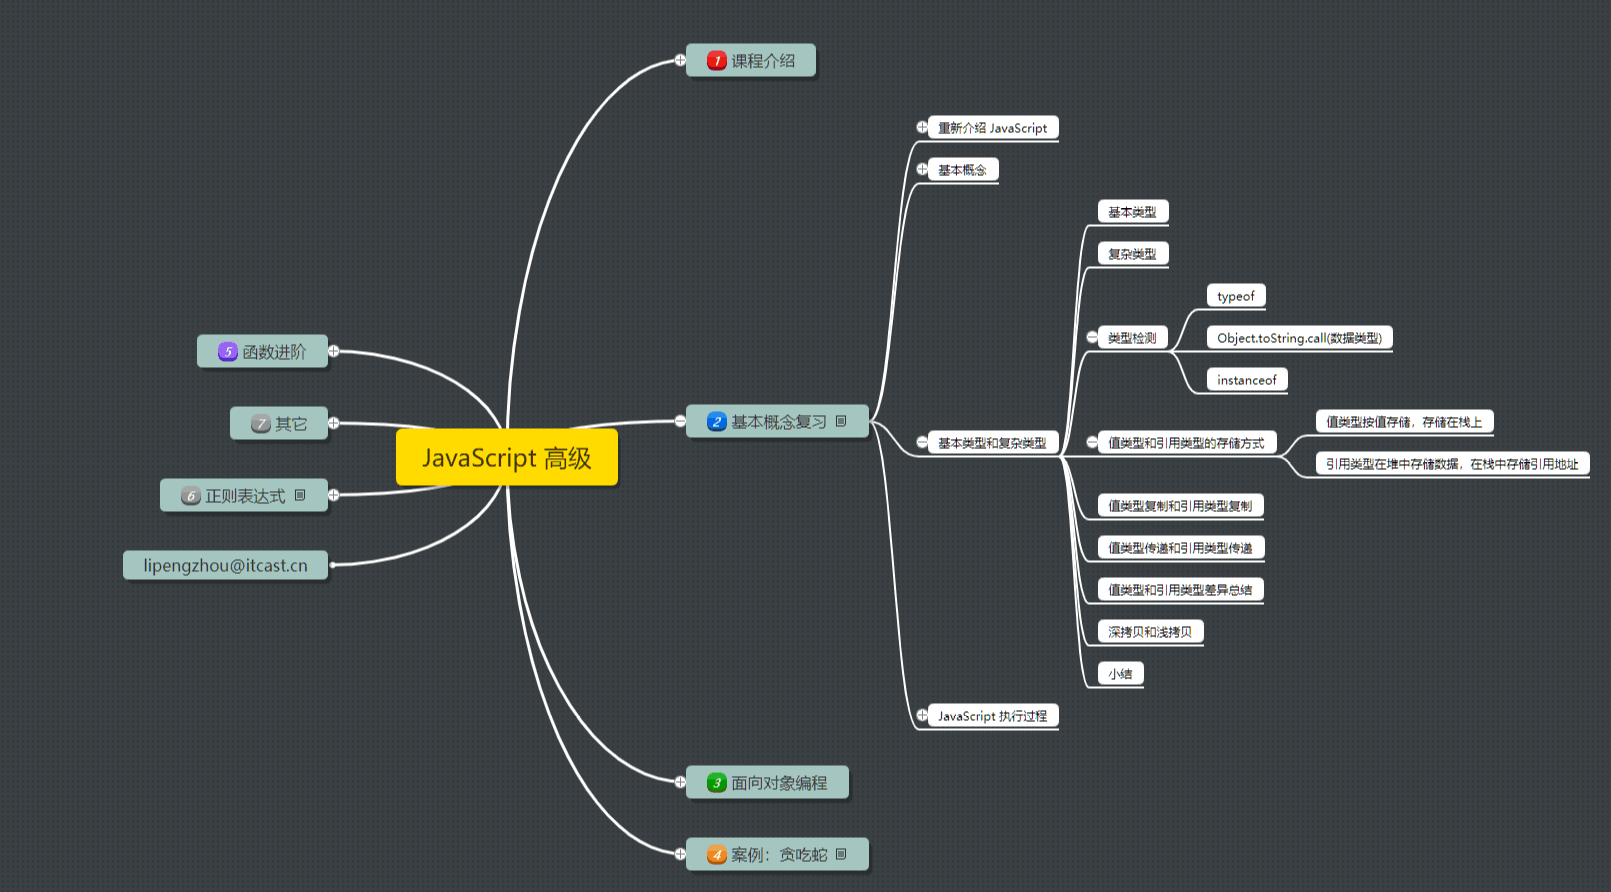 JavaScript 高级
1 课程介绍
2 基本概念复习
重新介绍 JavaScript
基本概念
基本类型和复杂类型
基本类型
复杂类型
类型检测
typeof
Object.toString.call(数据类型)
instanceof
值类型和引用类型的存储方式
值类型按值存储，存储在栈上
引用类型在堆中存储数据，在栈中存储引用地址
值类型复制和引用类型复制
值类型传递和引用类型传递
值类型和引用类型差异总结
深拷贝和浅拷贝
小结
JavaScript 执行过程
3 面向对象编程
4 案例：贪吃蛇
5 函数进阶
7 其它
6 正则表达式
lipengzhou@itcast.cn